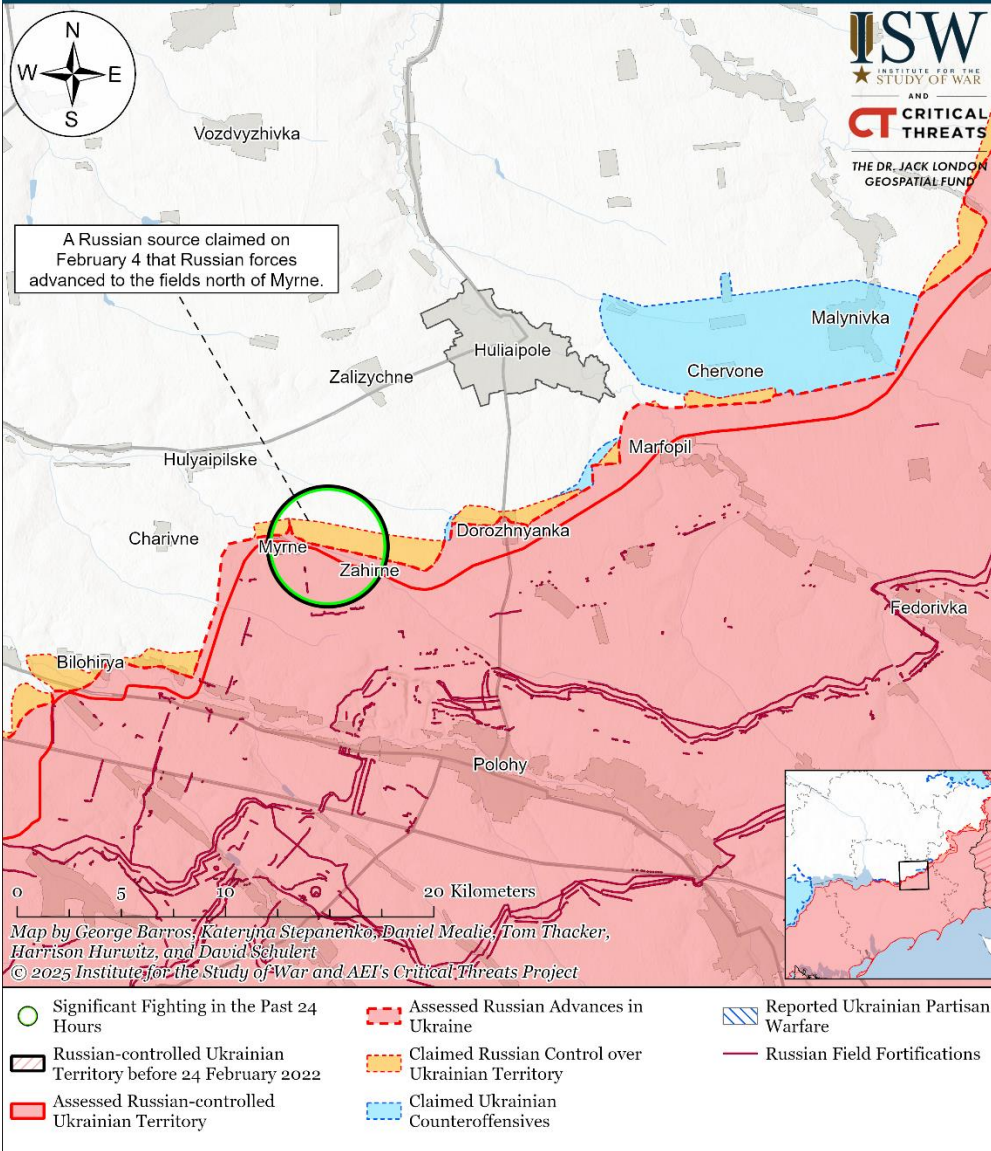 N
W E
S
ISW
INSTITUTE FOR THE
STUDY OF WAR
AND
CT CRITICAL
THREATS
THE DR. JACK LONDON
GEOSPATIAL FUND
Vozdvyzhivka
A Russian source claimed on
February 4 that Russian forces
advanced to the fields north of Myrne.
Malynivka
Huliaipole
Chervone
Zalizychne
Marfopil
Hulyaipilske
Dorozhnyanka
Charivne
Myrne
Zahirne
Fedorivka
Bilohirya
Polohy
0 5 10 20 Kilometers
Map by George Barros, Kateryna Stepanenko, Daniel Mealie, Tom Thacker,
Harrison Hurwitz, and David Schulert
© 2025 Institute for the Study of War and AEI's Critical Threats Project
Significant Fighting in the Past 24
Hours
Russian-controlled Ukrainian
Territory before 24 February 2022
Assessed Russian-controlled
Ukrainian Territory
Assessed Russian Advances in
Ukraine
Claimed Russian Control over
Ukrainian Territory
Claimed Ukrainian
Counteroffensives
Reported Ukrainian Partisan
Warfare
Russian Field Fortifications